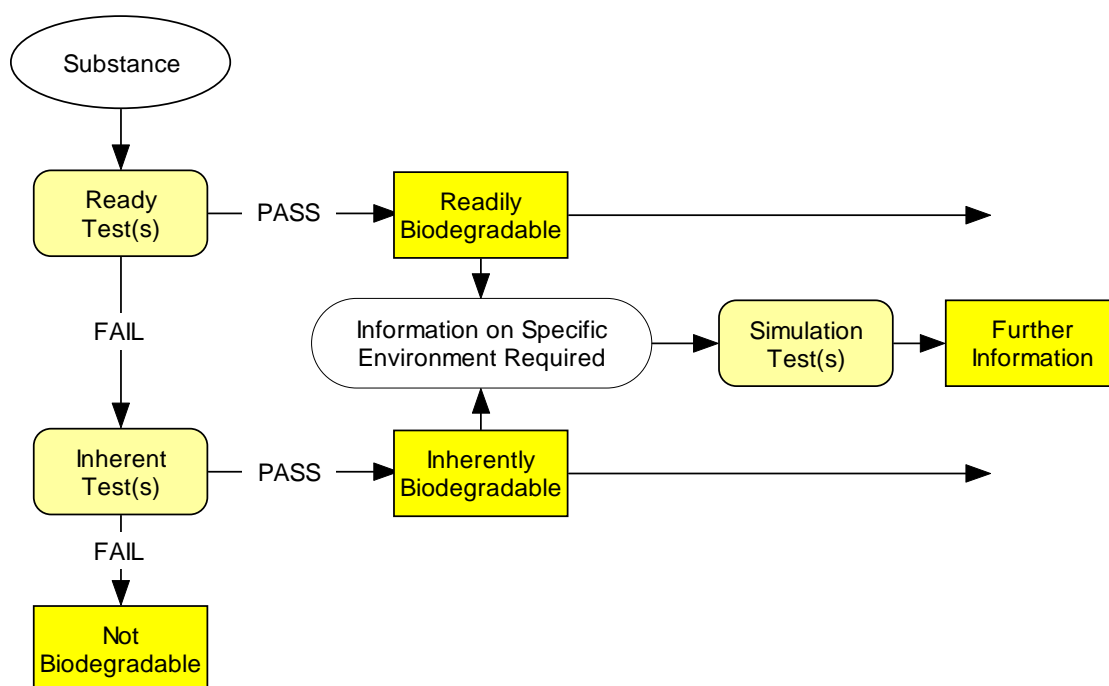 Substance
Ready
Test(s)
PASS
Readily
Biodegradable
FAIL
Information on Specific
Environment Required
Simulation
Test(s)
Further
Information
Inherent
Test(s)
PASS
Inherently
Biodegradable
FAIL
Not
Biodegradable